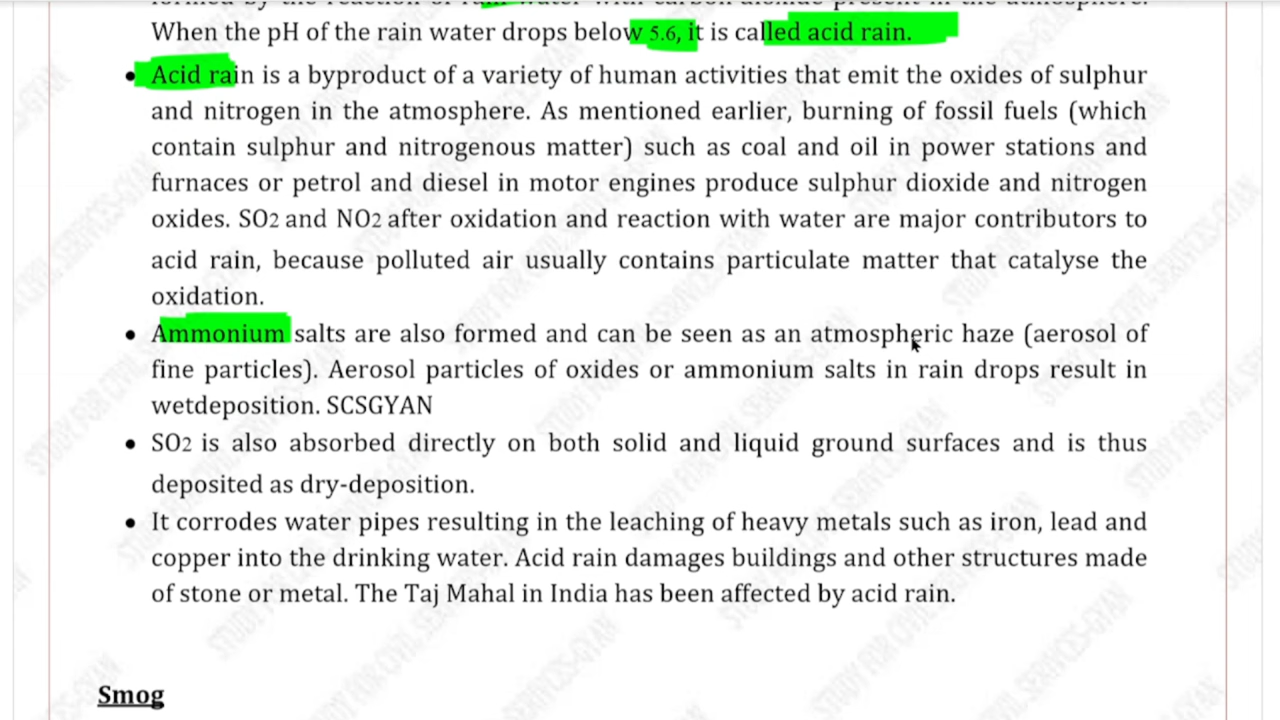 When the pH of the rain water drops below 5.6, it is called acid rain.
• Acid rain is a byproduct of a variety of human activities that emit the oxides of sulphur
and nitrogen in the atmosphere. As mentioned earlier, burning of fossil fuels (which
contain sulphur and nitrogenous matter) such as coal and oil in power stations and
furnaces or petrol and diesel in motor engines produce sulphur dioxide and nitrogen
oxides. SO2 and NO2 after oxidation and reaction with water are major contributors to
acid rain, because polluted air usually contains particulate matter that catalyse the
oxidation.
• Ammonium salts are also formed and can be seen as an atmospheric haze (aerosol of
fine particles). Aerosol particles of oxides or ammonium salts in rain drops result in
wetdeposition. SCSGYAN
• SO2 is also absorbed directly on both solid and liquid ground surfaces and is thus
deposited as dry-deposition.
• It corrodes water pipes resulting in the leaching of heavy metals such as iron, lead and
copper into the drinking water. Acid rain damages buildings and other structures made
of stone or metal. The Taj Mahal in India has been affected by acid rain.
Smog